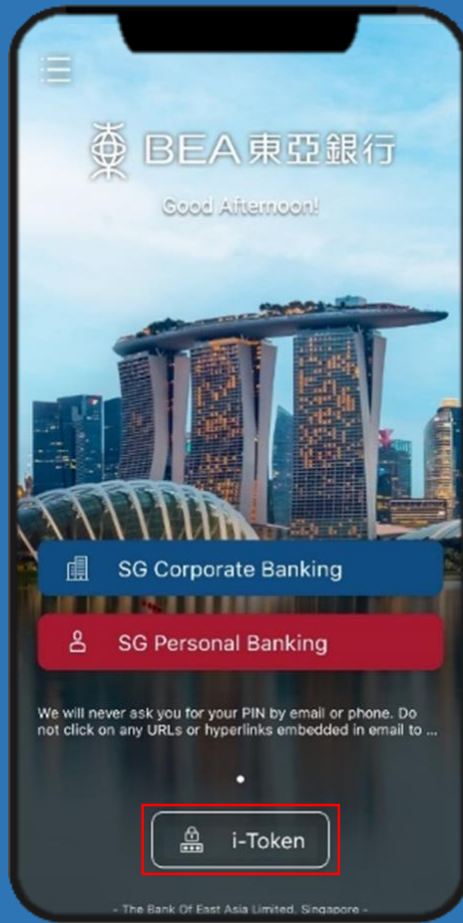 BEA東亞銀行
Good Afternoon!
SG Corporate Banking
SG Personal Banking
We will never ask you for your PIN by email or phone. Do
not click on any URLs or hyperlinks embedded in email to ...
i-Token
- The Bank Of East Asia Limited, Singapore -